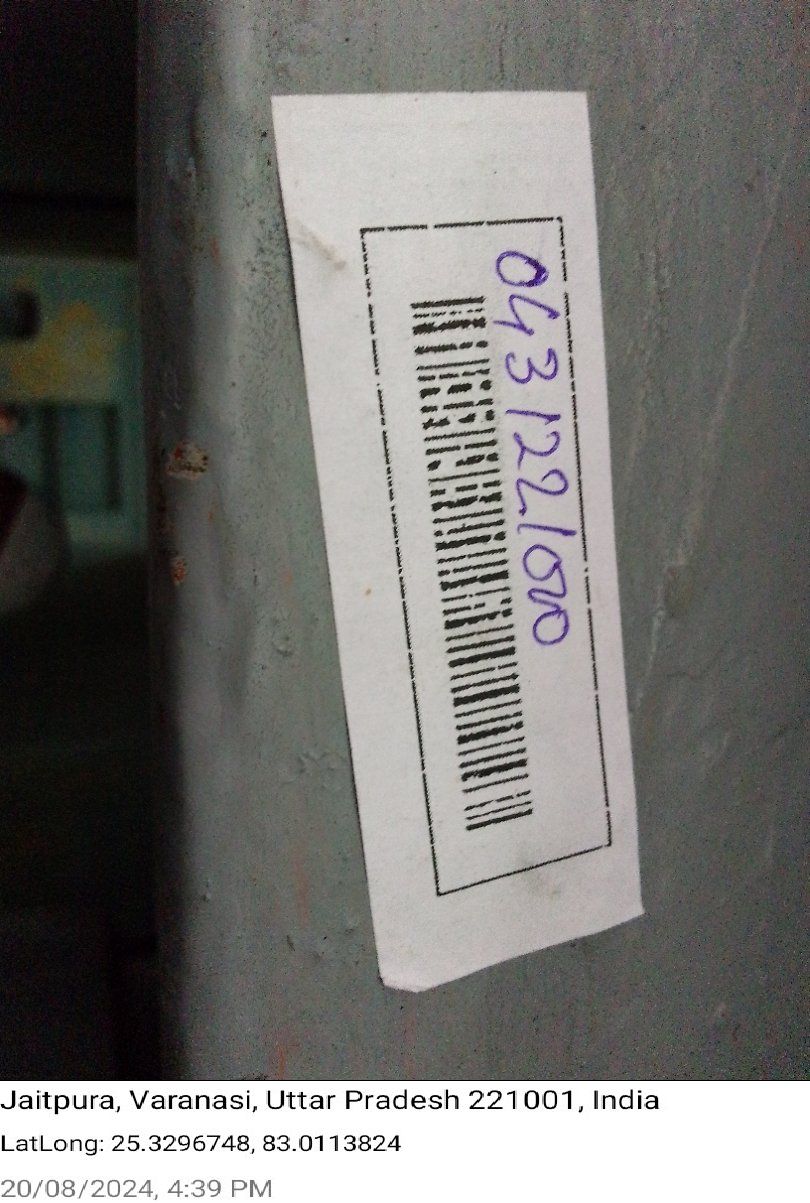 0431221000
Jaitpura, Varanasi, Uttar Pradesh 221001, India
LatLong: 25.3296748, 83.0113824
20/08/2024, 4:39 PM